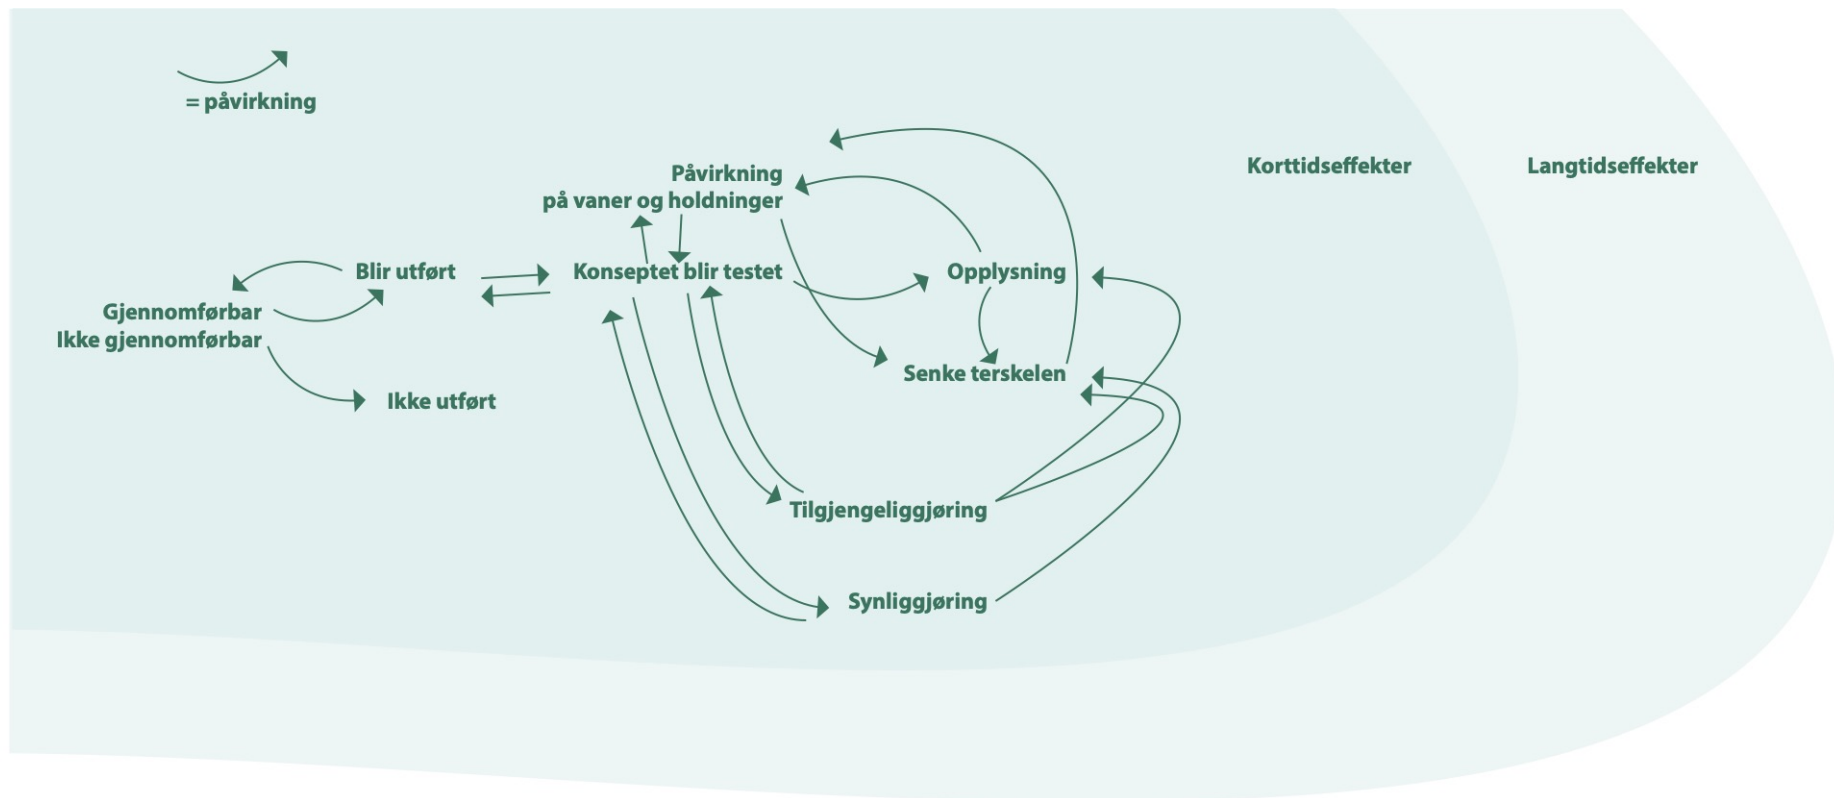 = påvirkning
Korttidseffekter
Langtidseffekter
Påvirkning
på vaner og holdninger
Blir utført
Konseptet blir testet
Opplysning
Gjennomførbar
Ikke gjennomførbar
Senke terskelen
Ikke utført
Tilgjengeliggjøring
Synliggjøring